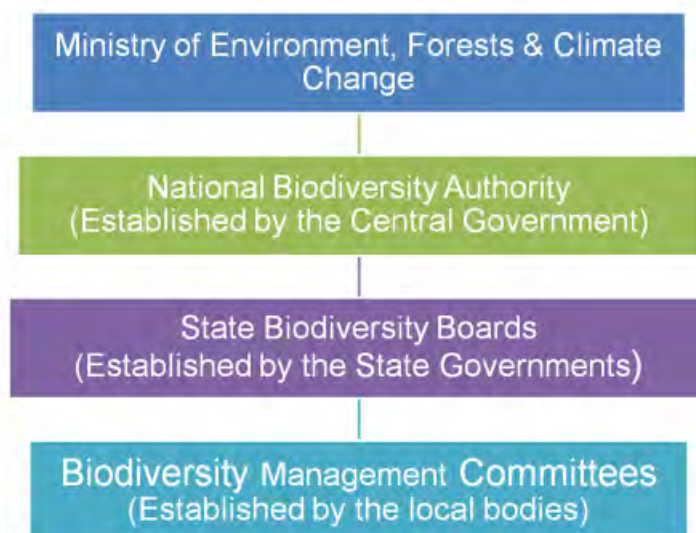 Ministry of Environment, Forests & Climate
Change
National Biodiversity Authority
(Established by the Central Government)
State Biodiversity Boards
(Established by the State Governments)
Biodiversity Management Committees
(Established by the local bodies)